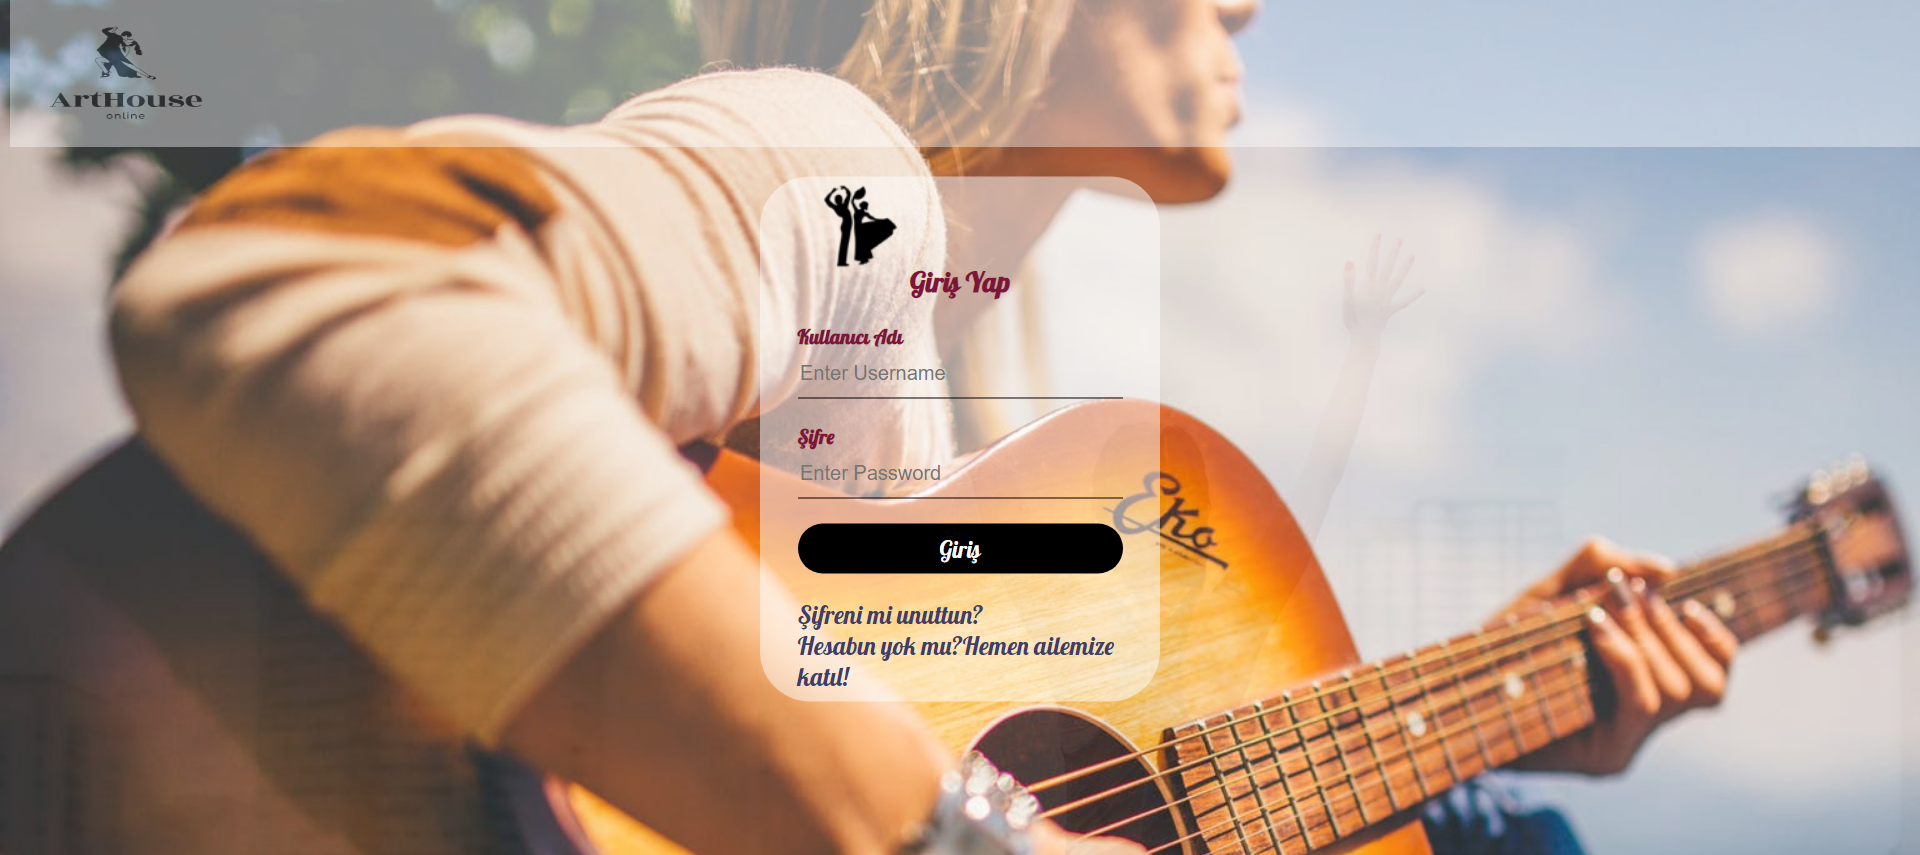 ArtHouse
online
Giriş Yap
Kullanıcı Adı
Enter Username
Şifre
Enter Password
Eko
Giriş
Şifreni mi unuttun?
Hesabın yok mu?Hemen ailemize
katıl!